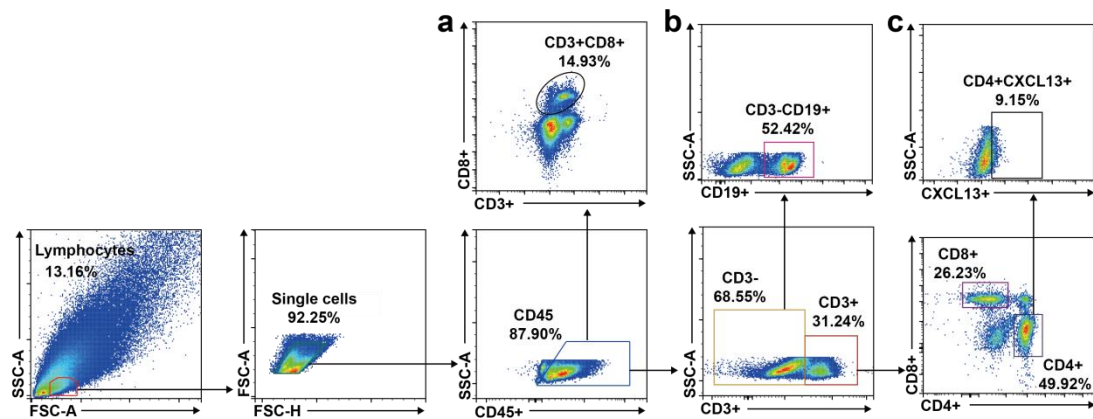 a
CD3+CD8+
14.93%
CD8+
CD3+
b
CD3-CD19+
52.42%
SSC-A
CD19+
c
CD4+CXCL13+
9.15%
SSC-A
CXCL13+
Lymphocytes
13.16%
SSC-A
FSC-A
Single cells
92.25%
FSC-A
FSC-H
CD45
87.90%
SSC-A
CD45+
CD3-
68.55%
CD3+
31.24%
SSC-A
CD3+
CD8+
26.23%
CD4+
49.92%
CD8+
CD4+